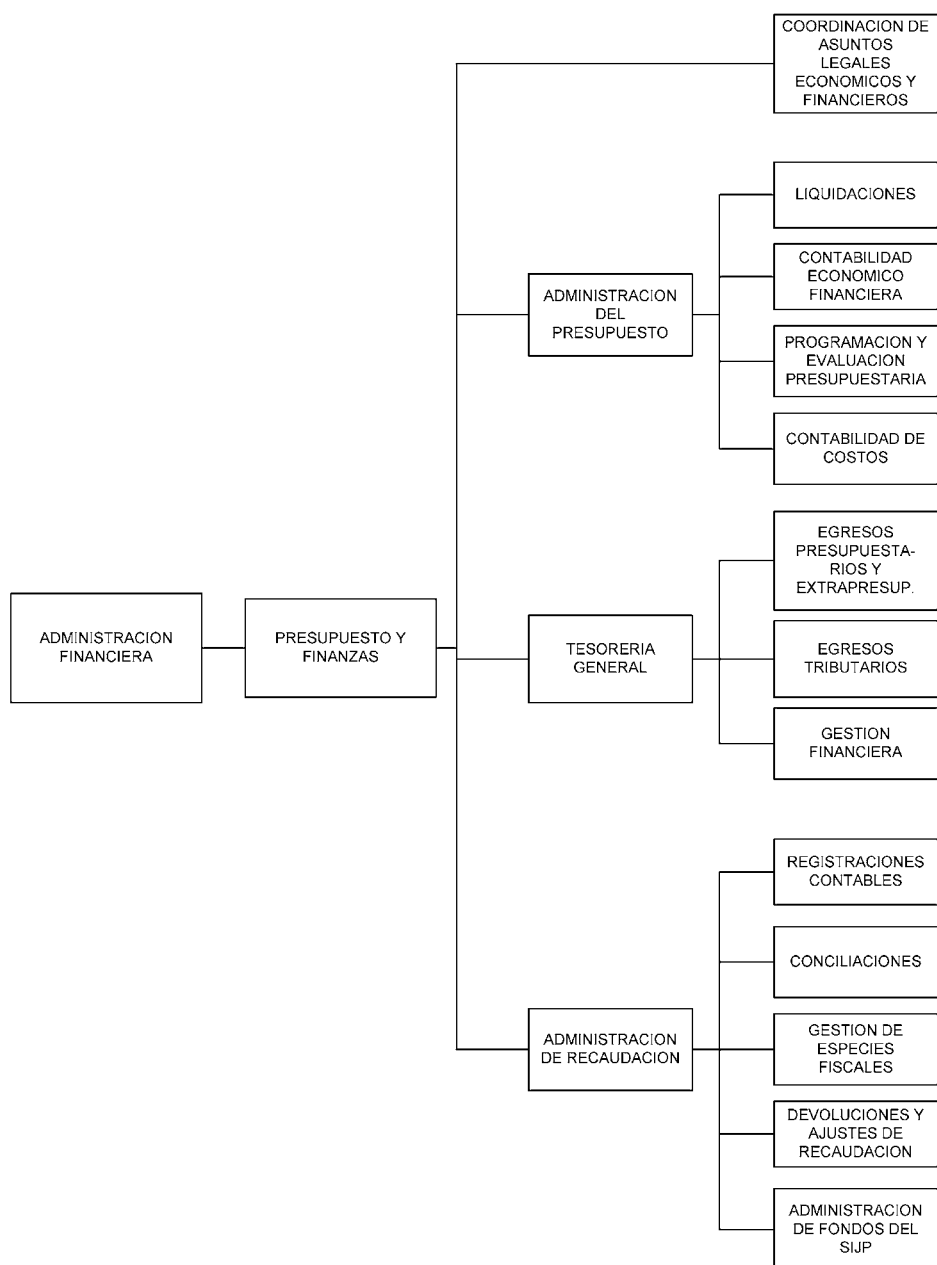 COORDINACION DE
ASUNTOS
LEGALES
ECONOMICOS Y
FINANCIEROS
LIQUIDACIONES
CONTABILIDAD
ECONOMICO
FINANCIERA
ADMINISTRACION
DEL
PRESUPUESTO
PROGRAMACION Y
EVALUACION
PRESUPUESTARIA
CONTABILIDAD DE
COSTOS
EGRESOS
PRESUPUESTA-
RIOS Y
EXTRAPRESUP.
ADMINISTRACION
FINANCIERA
PRESUPUESTO Y
FINANZAS
TESORERIA
GENERAL
EGRESOS
TRIBUTARIOS
GESTION
FINANCIERA
REGISTRACIONES
CONTABLES
CONCILIACIONES
ADMINISTRACION
DE RECAUDACION
GESTION DE
ESPECIES
FISCALES
DEVOLUCIONES Y
AJUSTES DE
RECAUDACION
ADMINISTRACION
DE FONDOS DEL
SIJP